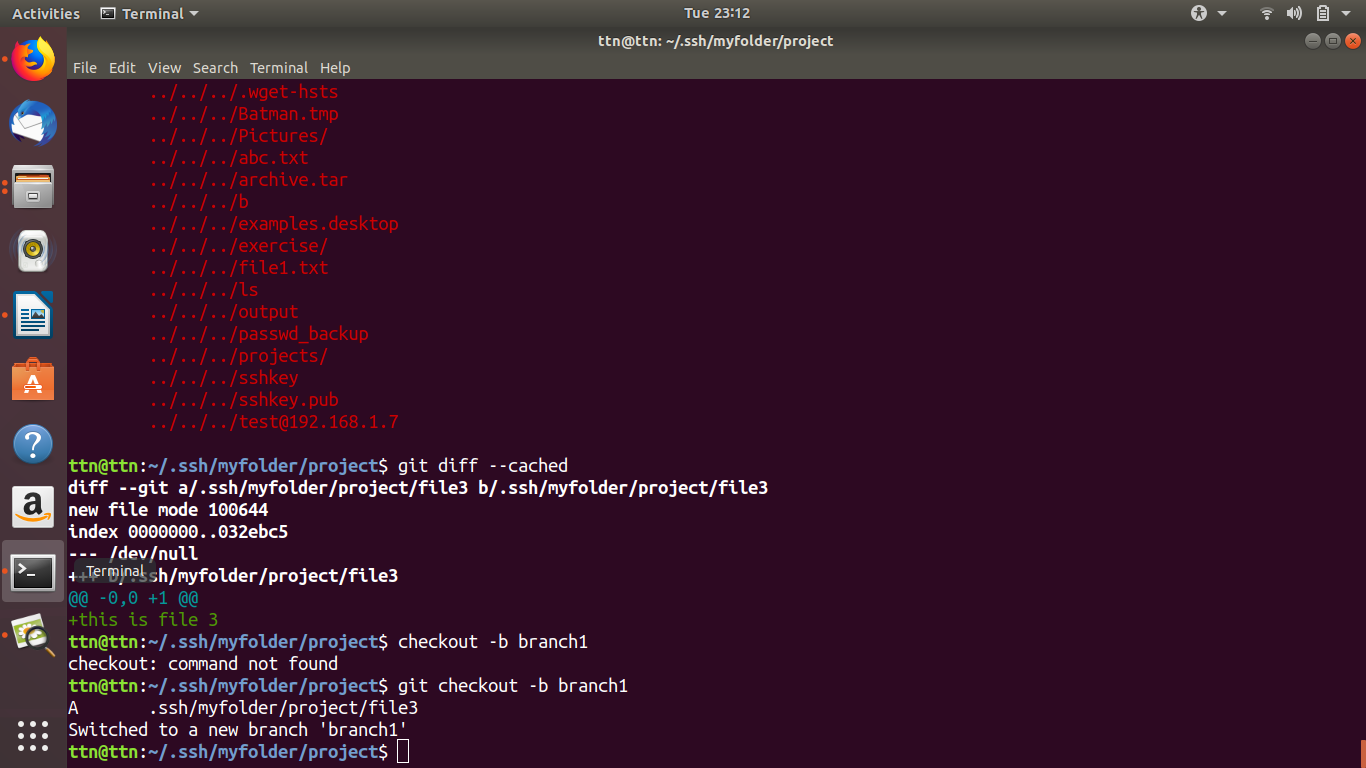 Activities Terminal Tue 23:12
ttn@ttn: ~/.ssh/myfolder/project
File Edit View Search Terminal Help
../../../.wget-hsts
../../../Batman.tmp
../../../Pictures/
../../../abc.txt
../../../archive.tar
../../../b
../../../examples.desktop
../../../exercise/
../../../file1.txt
../../../ls
../../../output
../../../passwd_backup
../../../projects/
../../../sshkey
../../../sshkey.pub
../../../test@192.168.1.7
ttn@ttn:~/.ssh/myfolder/project$ git diff --cached
diff --git a/.ssh/myfolder/project/file3 b/.ssh/myfolder/project/file3
new file mode 100644
index 0000000..032ebc5
--- /dev/null
Terminal
+++ b/.ssh/myfolder/project/file3
@@ -0,0 +1 @@
+this is file 3
ttn@ttn:~/.ssh/myfolder/project$ checkout -b branch1
checkout: command not found
ttn@ttn:~/.ssh/myfolder/project$ git checkout -b branch1
A .ssh/myfolder/project/file3
Switched to a new branch 'branch1'
ttn@ttn:~/.ssh/myfolder/project$